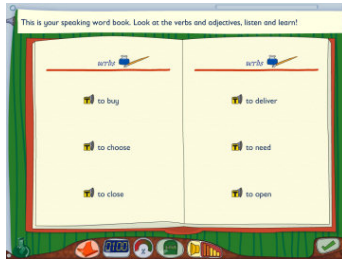 This is your speaking word book. Look at the verbs and adjectives, listen and learn!
verbs
to buy
to choose
to close
verbs
to deliver
to need
to open